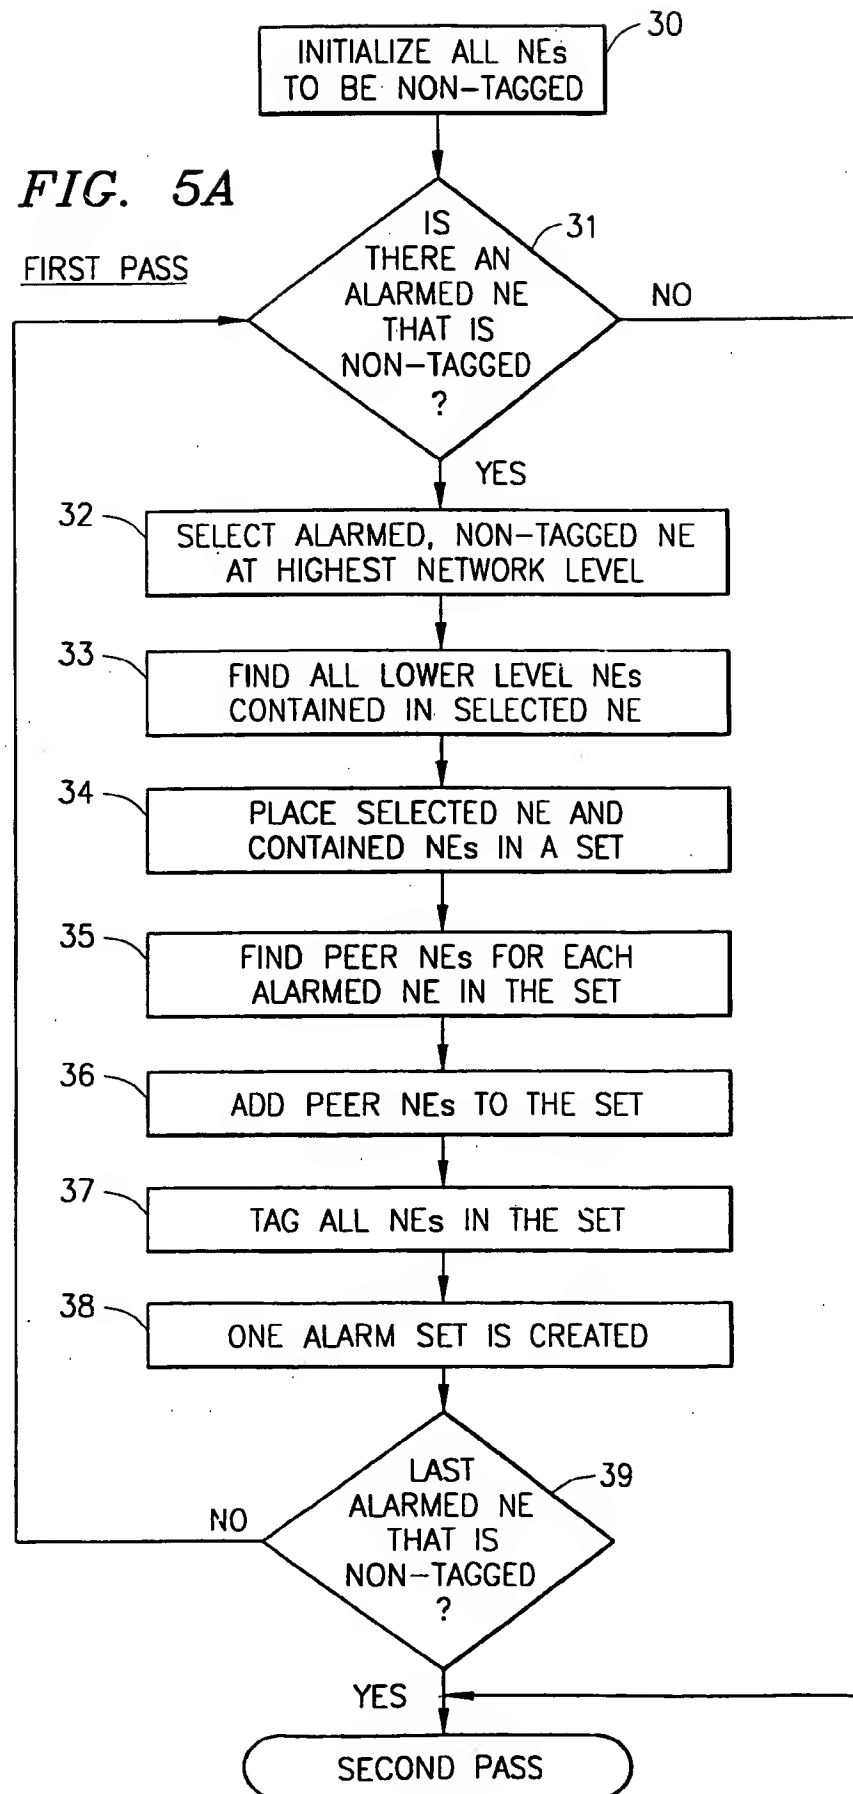 30
INITIALIZE ALL NEs
TO BE NON-TAGGED
FIG. 5A
FIRST PASS
31
IS
THERE AN
ALARMED NE
THAT IS
NON-TAGGED
?
NO
YES
32
SELECT ALARMED, NON-TAGGED NE
AT HIGHEST NETWORK LEVEL
33
FIND ALL LOWER LEVEL NEs
CONTAINED IN SELECTED NE
34
PLACE SELECTED NE AND
CONTAINED NEs IN A SET
35
FIND PEER NEs FOR EACH
ALARMED NE IN THE SET
36
ADD PEER NEs TO THE SET
37
TAG ALL NEs IN THE SET
38
ONE ALARM SET IS CREATED
39
LAST
ALARMED NE
THAT IS
NON-TAGGED
?
NO
YES
SECOND PASS